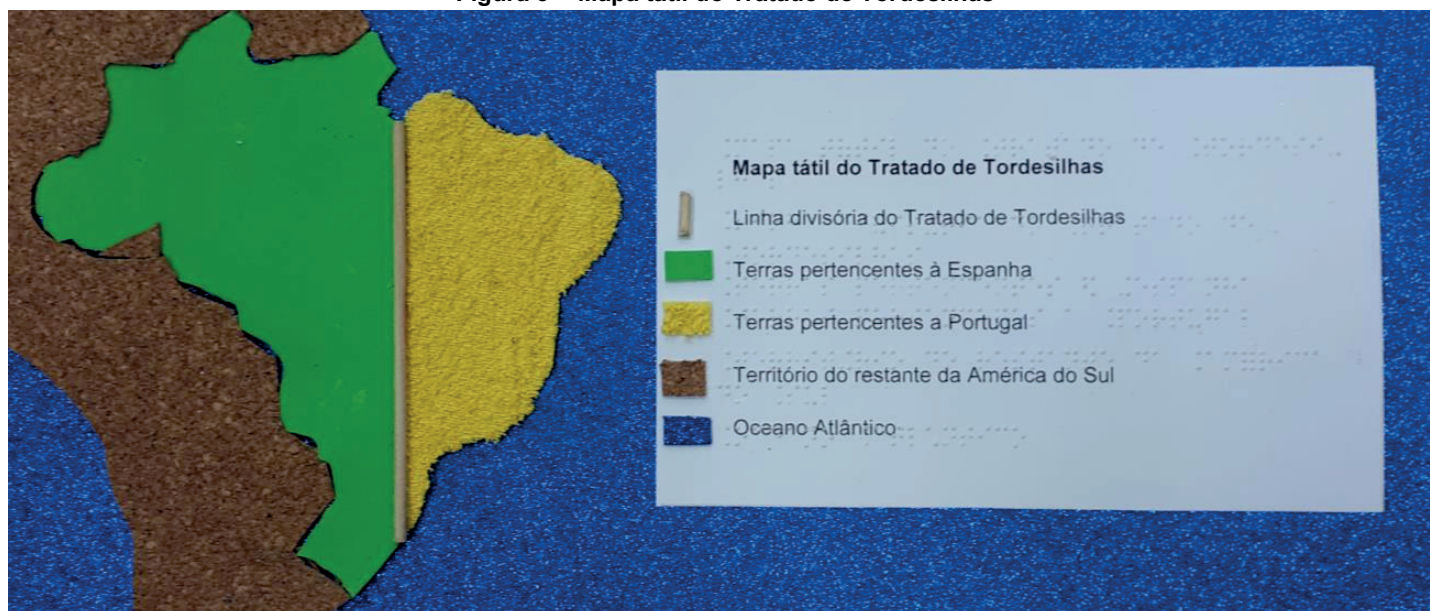 Mapa tátil do Tratado de Tordesilhas
Linha divisória do Tratado de Tordesilhas
Terras pertencentes à Espanha
Terras pertencentes a Portugal
Território do restante da América do Sul
Oceano Atlântico